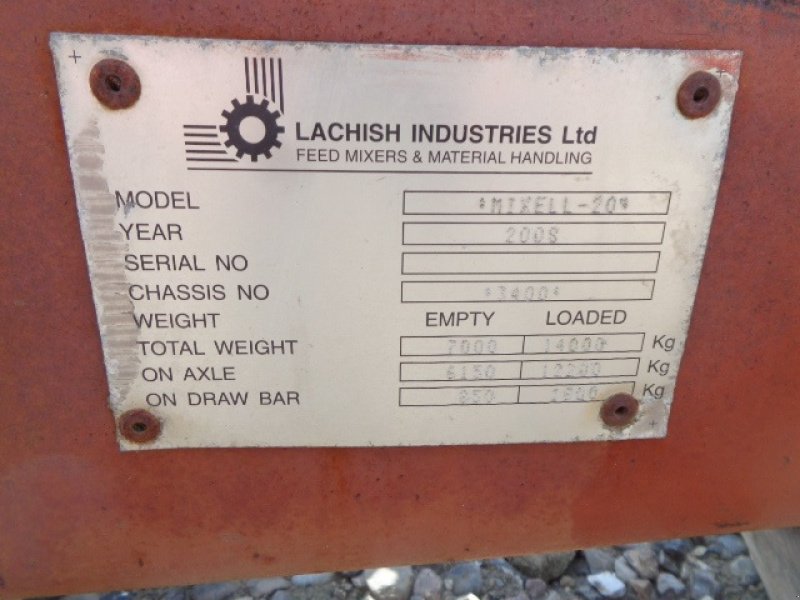 LACHISH INDUSTRIES Ltd
FEED MIXERS & MATERIAL HANDLING
MODEL *MIXELL-20*
YEAR
SERIAL NO
CHASSIS NO *3400*
WEIGHT EMPTY LOADED
TOTAL WEIGHT 7000 14000 Kg
ON AXLE 6150 12200 Kg
ON DRAW BAR 850 1800 Kg